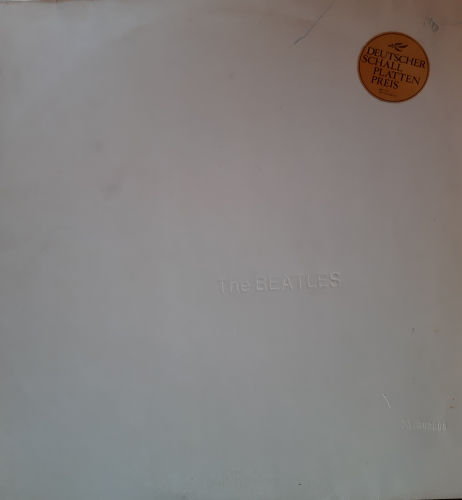 DEUTSCHER
SCHALL
PLATTEN
PREIS
The BEATLES